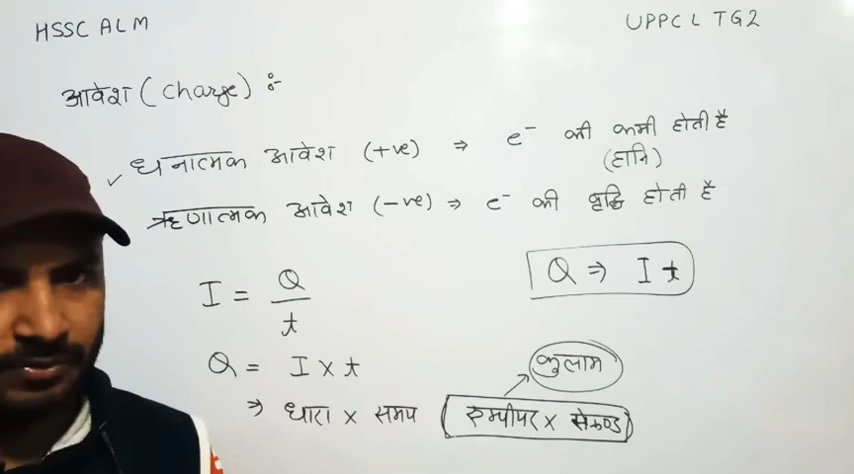 HSSC ALM
UPPCL TG2
आवेश (Charge) :-
✓ धनात्मक आवेश (+ve) ⇒ e⁻ की कमी होती है
(हानि)
ऋणात्मक आवेश (-ve) ⇒ e⁻ की वृद्धि होती है
I = Q/t
Q ⇒ It
Q = I × t
कुलाम
⇒ धारा × समय (एम्पीयर × सेकण्ड)